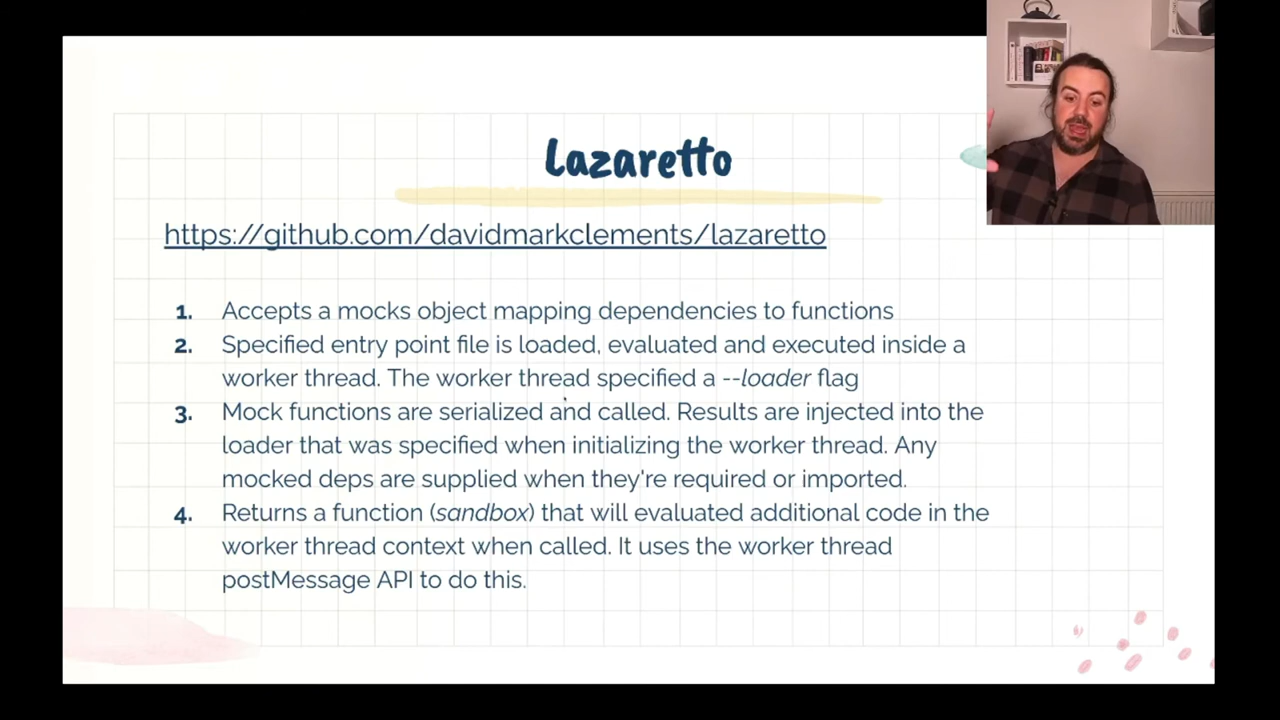 Lazaretto
https://github.com/davidmarkclements/lazaretto
1. Accepts a mocks object mapping dependencies to functions
2. Specified entry point file is loaded, evaluated and executed inside a
worker thread. The worker thread specified a --loader flag
3. Mock functions are serialized and called. Results are injected into the
loader that was specified when initializing the worker thread. Any
mocked deps are supplied when they're required or imported.
4. Returns a function (sandbox) that will evaluated additional code in the
worker thread context when called. It uses the worker thread
postMessage API to do this.